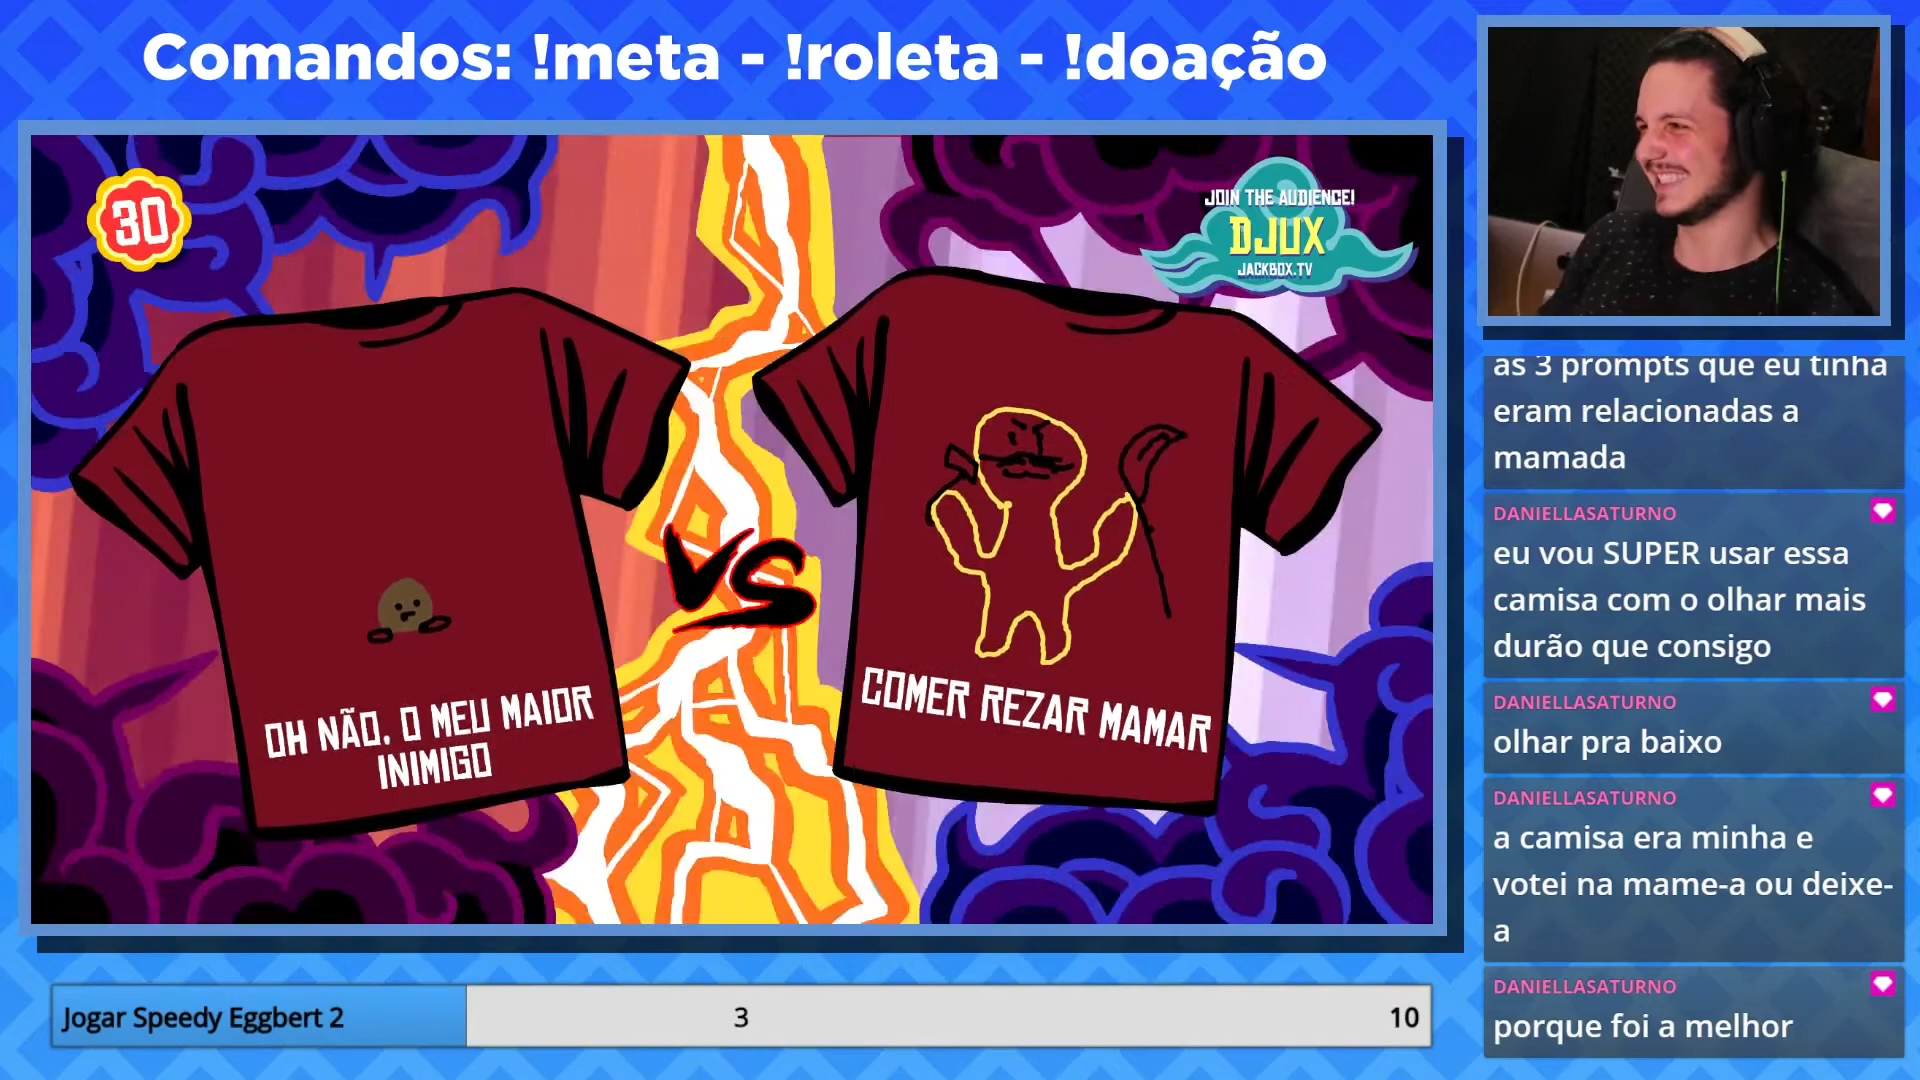 Comandos: !meta - !roleta - !doação
30
JOIN THE AUDIENCE!
DJUX
JACKBOX.TV
OH NÃO, O MEU MAIOR
INIMIGO
VS
COMER REZAR MAMAR
as 3 prompts que eu tinha
eram relacionadas a
mamada
DANIELLASATURNO
eu vou SUPER usar essa
camisa com o olhar mais
durão que consigo
DANIELLASATURNO
olhar pra baixo
DANIELLASATURNO
a camisa era minha e
votei na mame-a ou deixe-
a
DANIELLASATURNO
porque foi a melhor
Jogar Speedy Eggbert 2
3
10